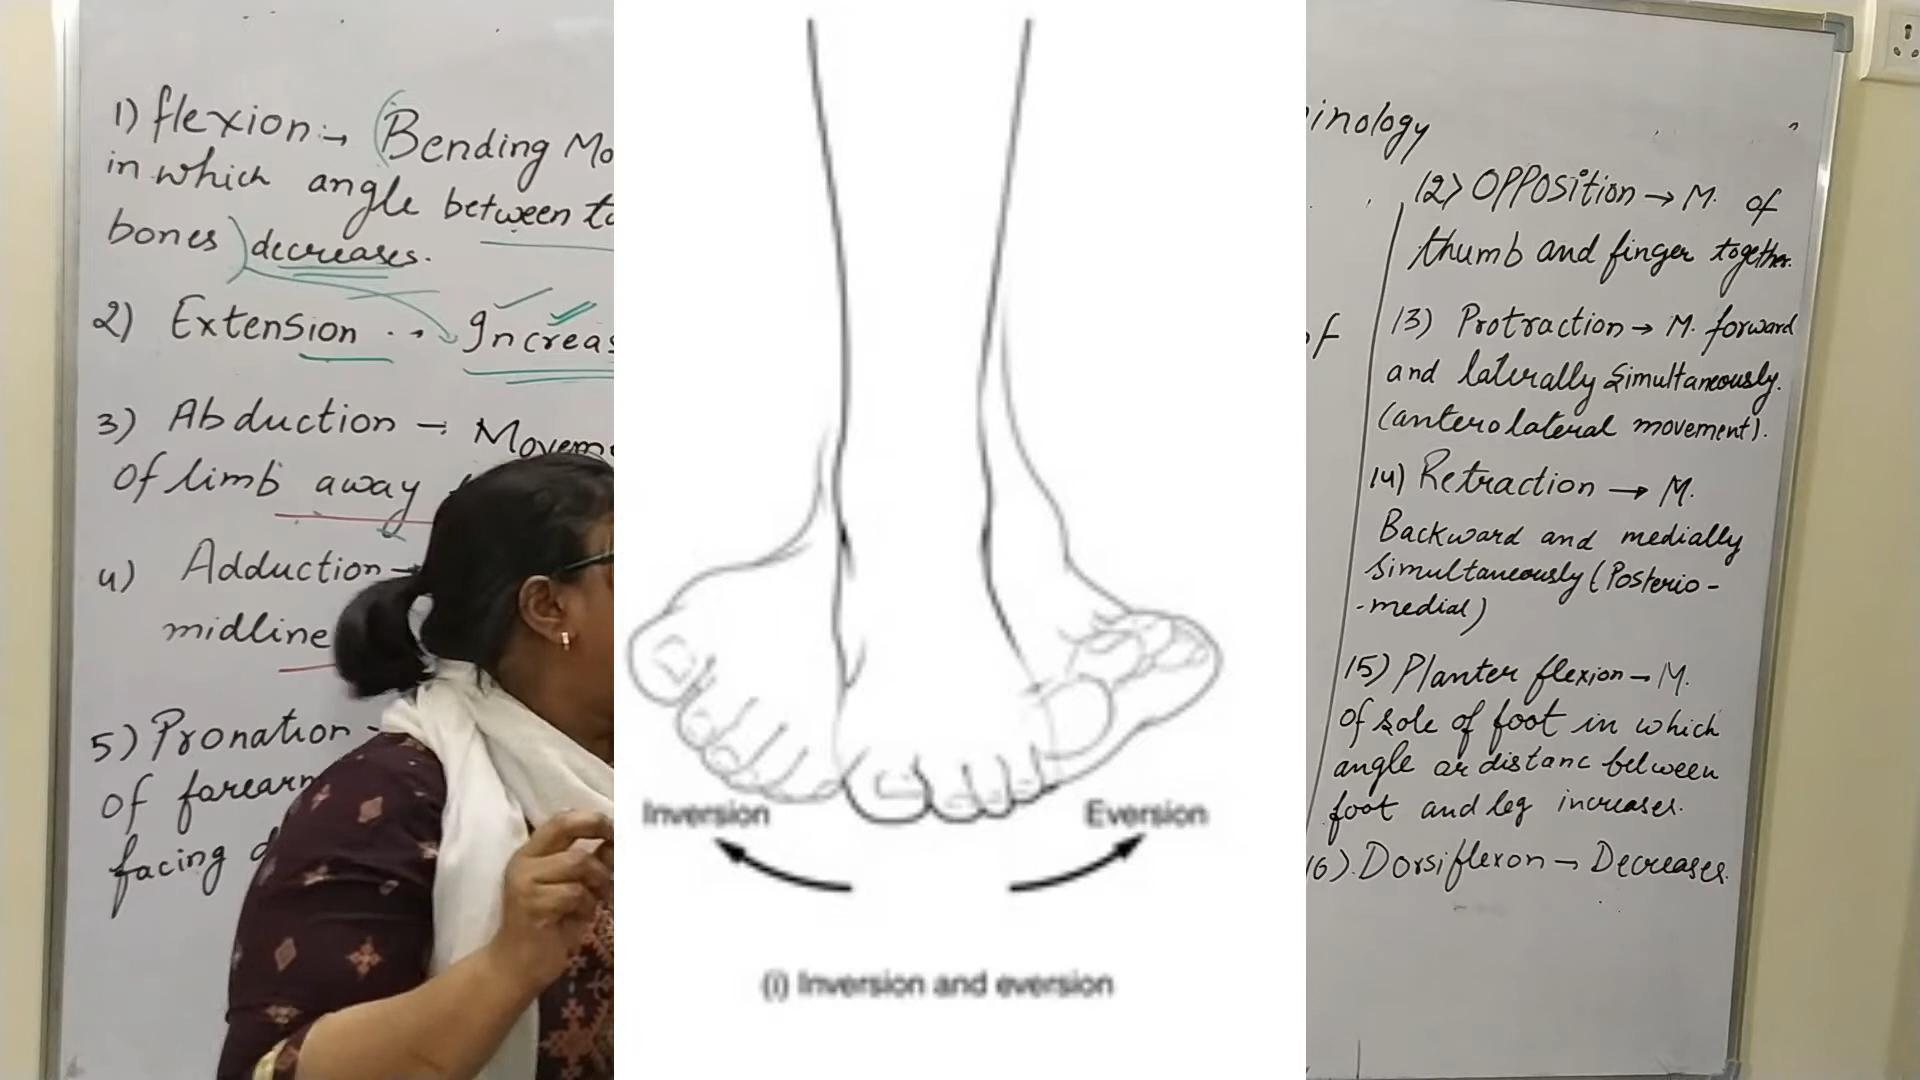 1) flexion:→ (Bending Mo
in which angle between t
bones) decreases.
2) Extension → Increas
3) Abduction → Movem
of limb away
4) Adduction→
midline
5) Pronation -
of forearm
facing d
Inversion
Eversion
(i) Inversion and eversion
inology
12) Opposition → M. of
thumb and finger together.
of
13) Protraction → M. forward
and laterally simultaneously.
(anterolateral movement).
14) Retraction → M.
Backward and medially
simultaneously (Posterio-
-medial)
15) Planter flexion → M.
of sole of foot in which
angle or distanc between
foot and leg increases.
16). Dorsiflexon → Decreases.